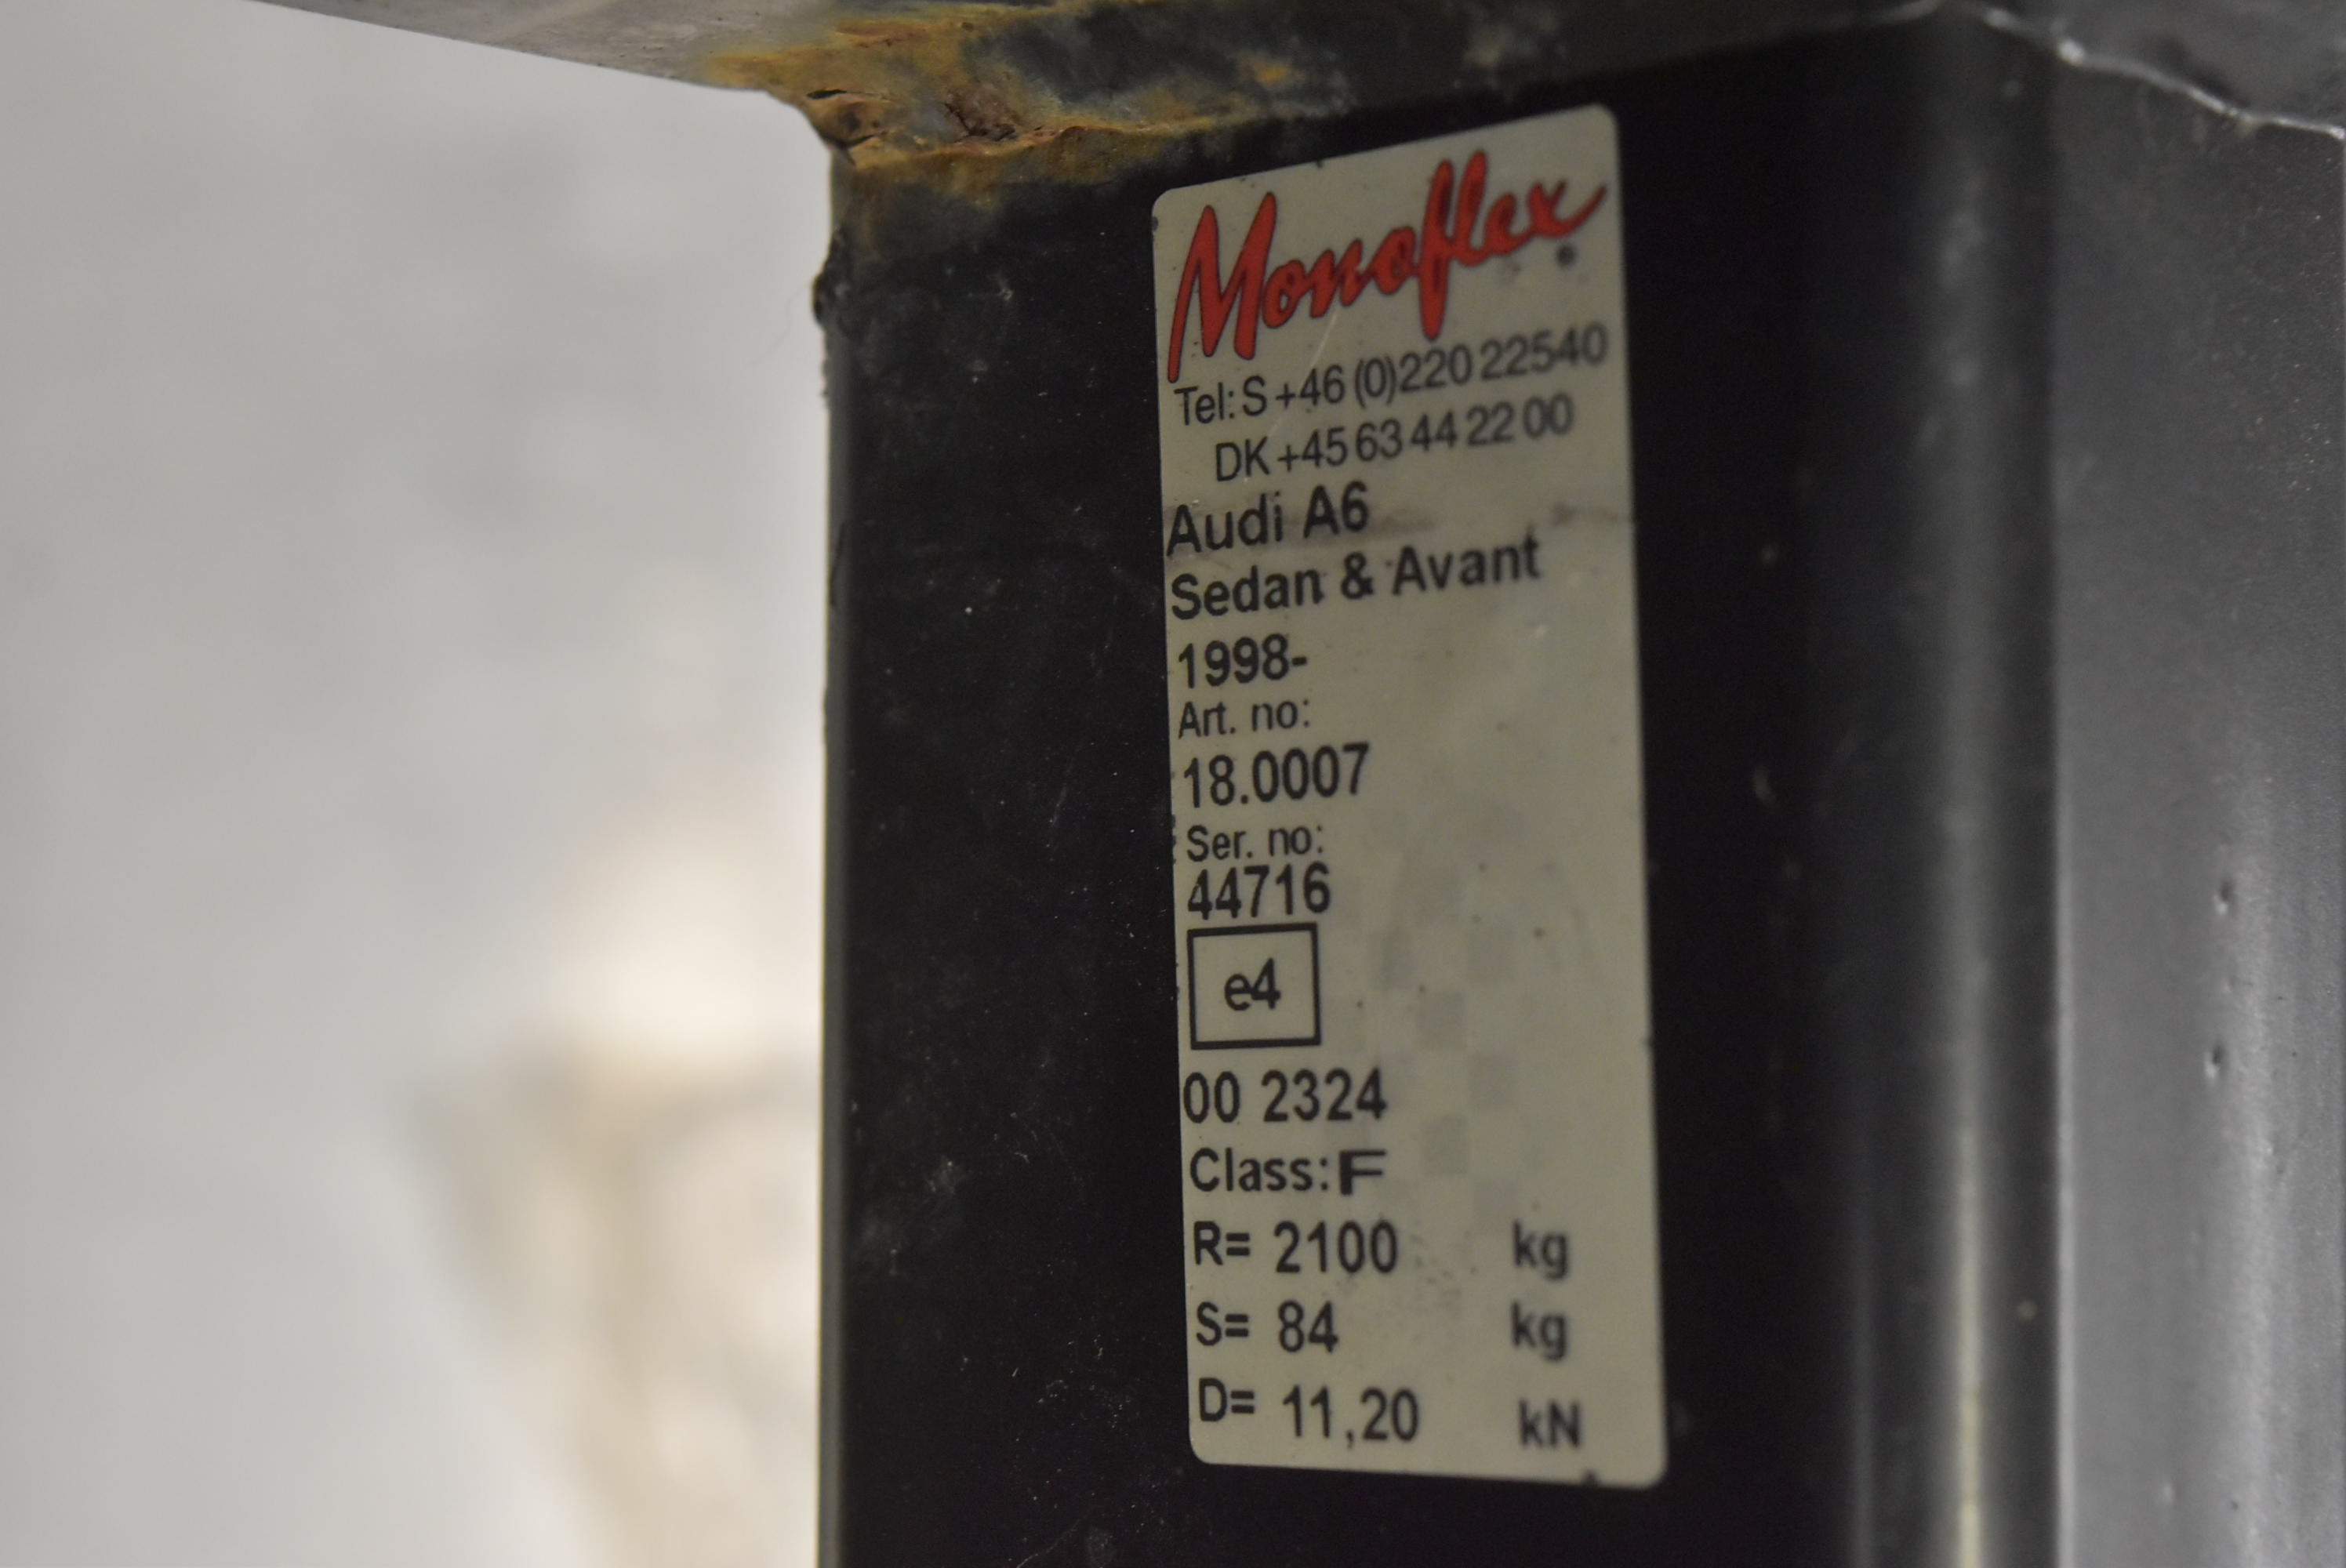 Monoflex
Tel: S +46 (0)220 22540
DK +45 63 44 22 00
Audi A6
Sedan & Avant
1998-
Art. no:
18.0007
Ser. no:
44716
e4
00 2324
Class: F
R= 2100 kg
S= 84 kg
D= 11,20 kN